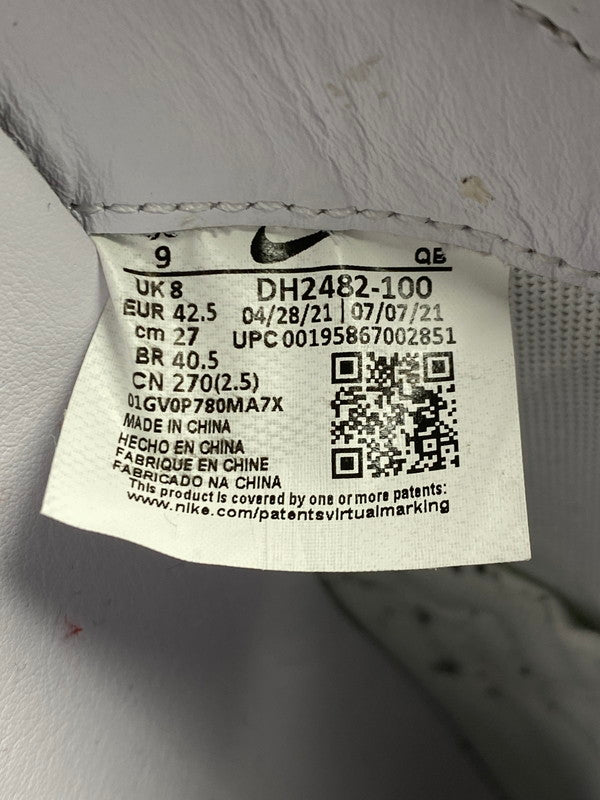 9
QE
UK 8
DH2482-100
EUR 42.5
04/28/21 | 07/07/21
cm 27
UPC 00195867002851
BR 40.5
CN 270(2.5)
01GV0P780MA7X
MADE IN CHINA
HECHO EN CHINA
FABRIQUE EN CHINE
FABRICADO NA CHINA
This product is covered by one or more patents:
www.nike.com/patentsvirtualmarking